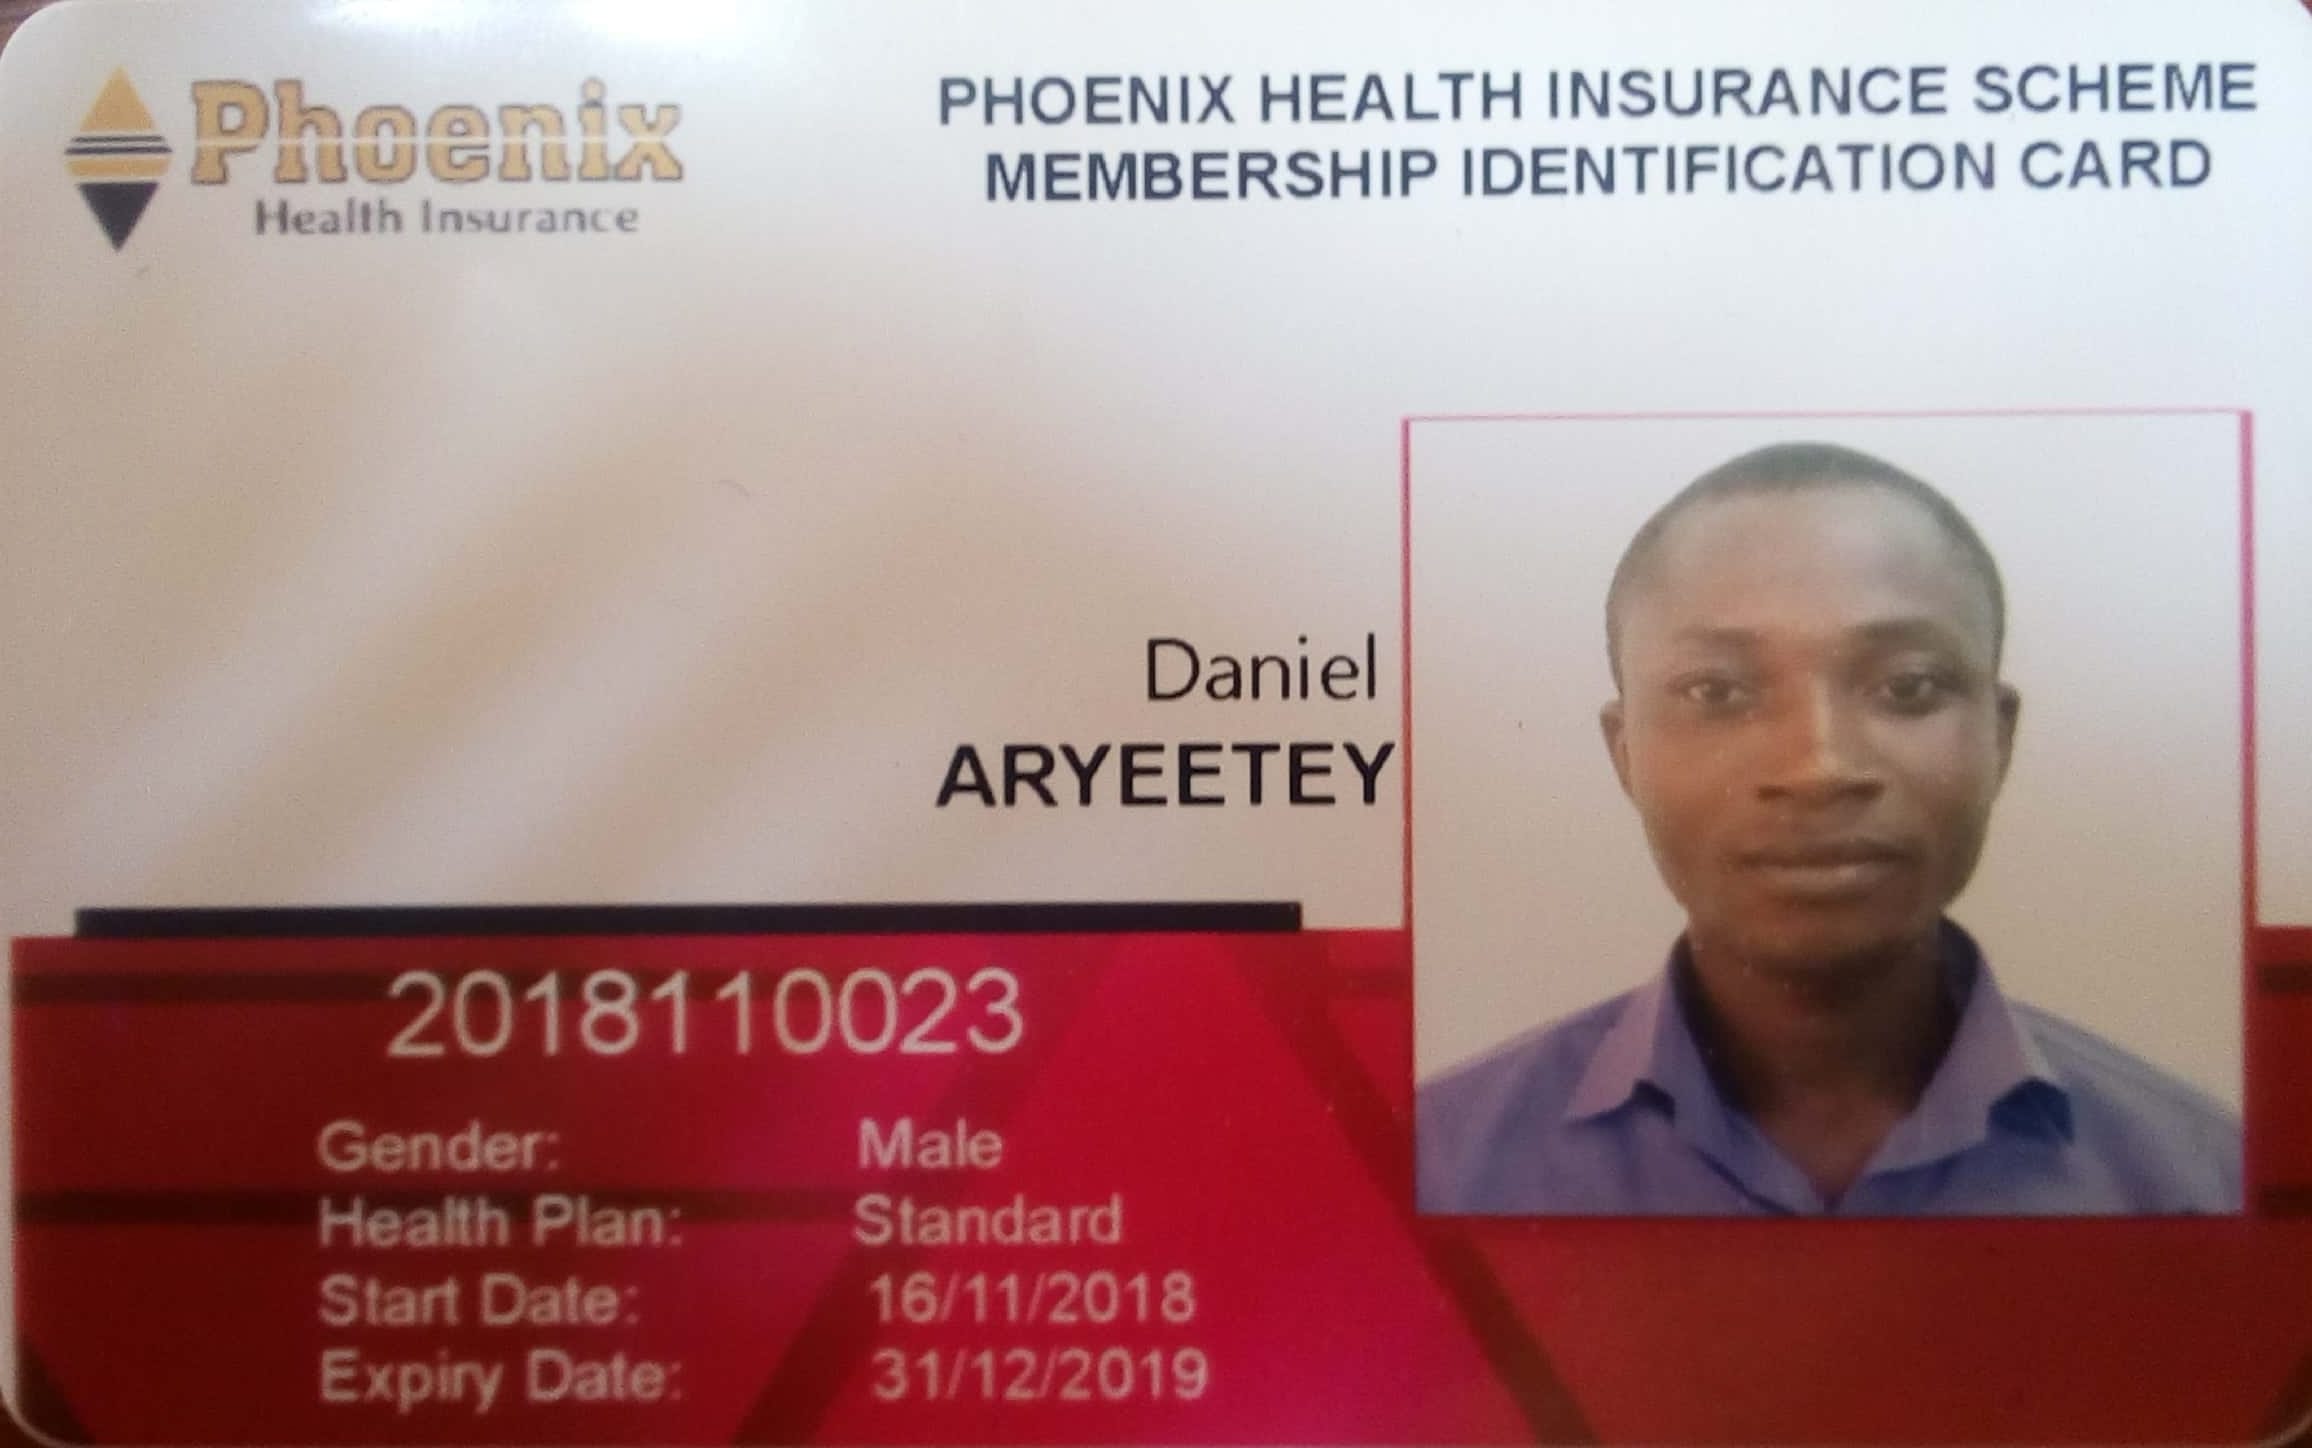 Phoenix
Health Insurance
PHOENIX HEALTH INSURANCE SCHEME
MEMBERSHIP IDENTIFICATION CARD
Daniel
ARYEETEY
2018110023
Gender: Male
Health Plan: Standard
Start Date: 16/11/2018
Expiry Date: 31/12/2019